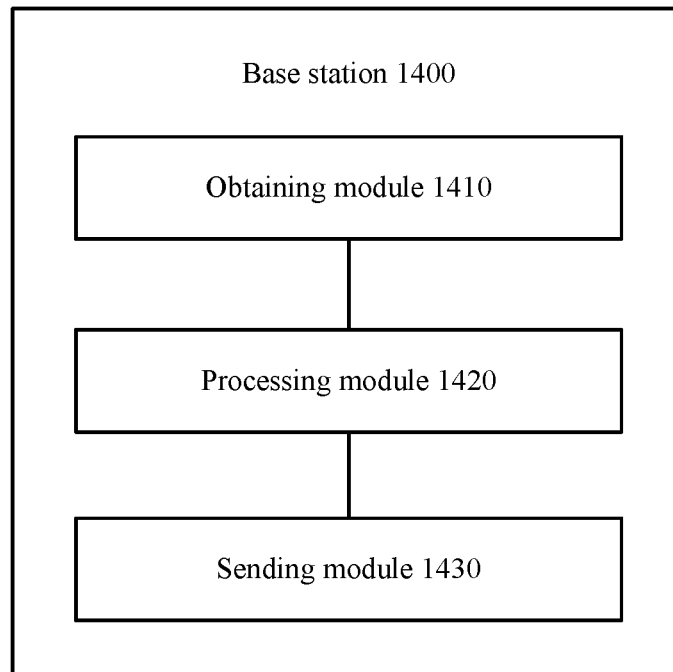 Base station 1400
Obtaining module 1410
Processing module 1420
Sending module 1430